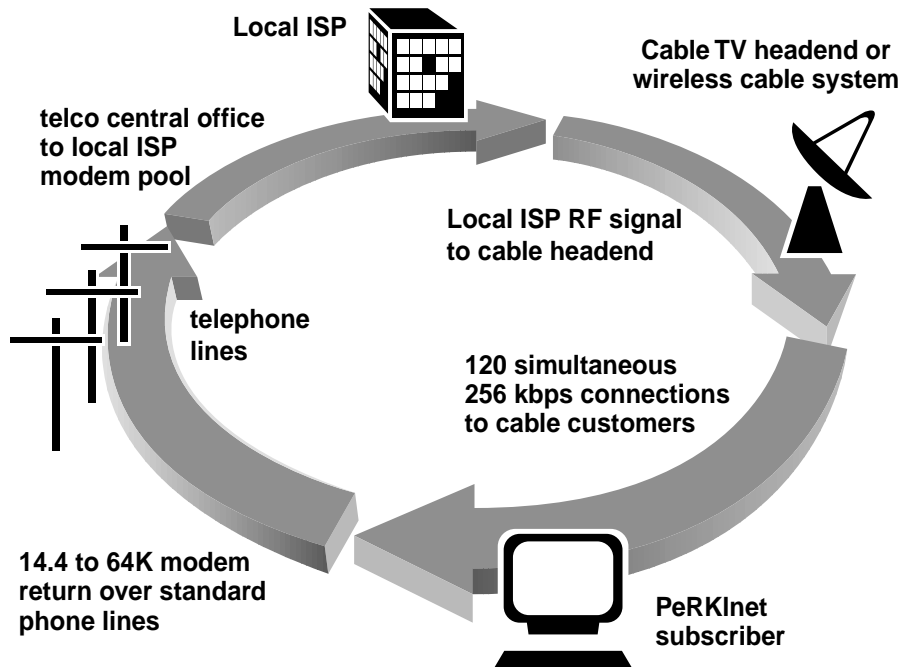 Local ISP
Cable TV headend or
wireless cable system
telco central office
to local ISP
modem pool
Local ISP RF signal
to cable headend
telephone
lines
120 simultaneous
256 kbps connections
to cable customers
14.4 to 64K modem
return over standard
phone lines
PeRKInet
subscriber